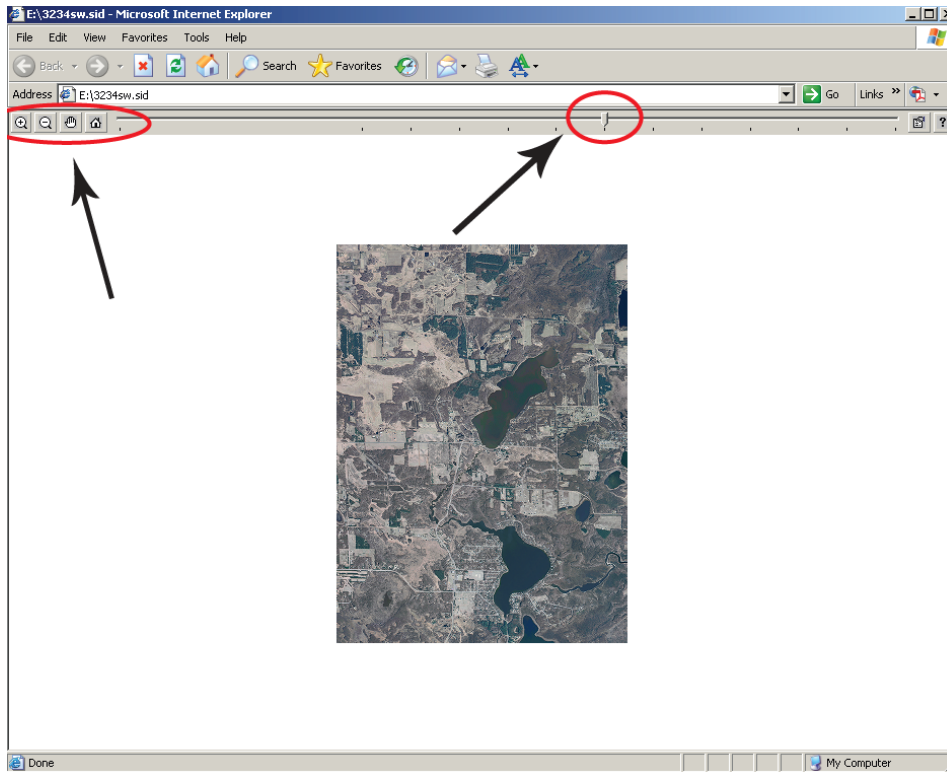 E:\3234sw.sid - Microsoft Internet Explorer
File Edit View Favorites Tools Help
Back Search Favorites
Address E:\3234sw.sid Go Links »
?
Done My Computer